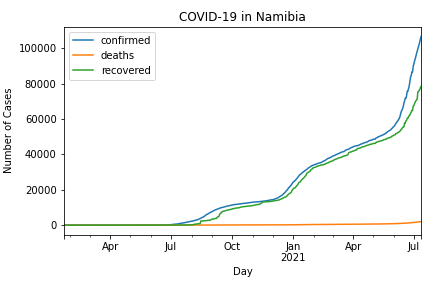 COVID-19 in Namibia
confirmed
deaths
recovered
Number of Cases
100000
80000
60000
40000
20000
0
Apr
Jul
Oct
Jan
2021
Apr
Jul
Day